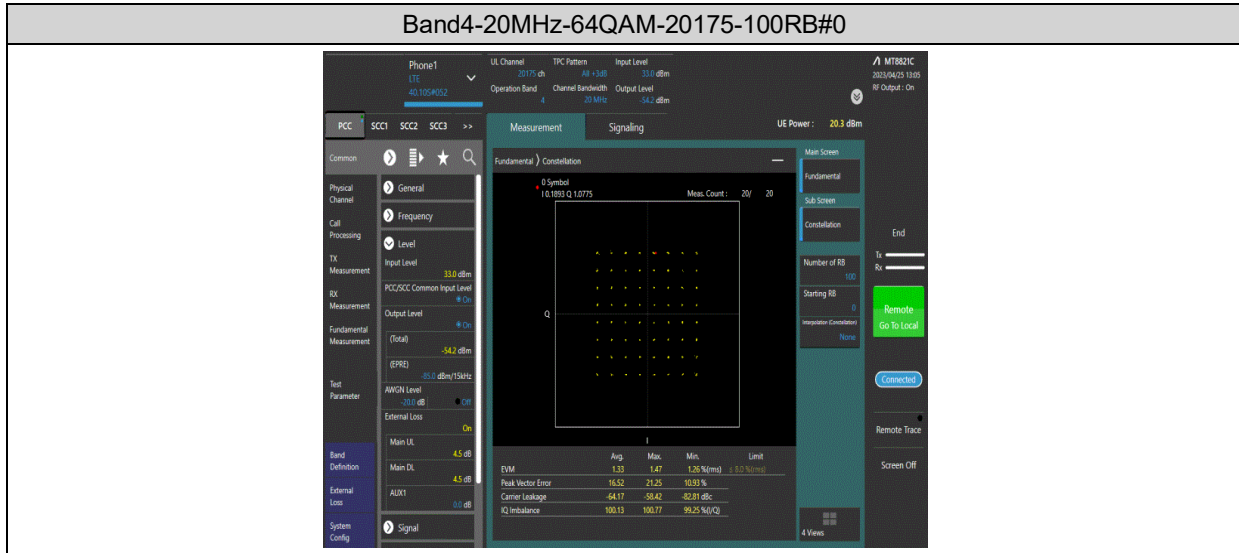 Band4-20MHz-64QAM-20175-100RB#0
Phone1
LTE
40.10S#052
UL Channel
20175 ch
TPC Pattern
All +3dB
Input Level
33.0 dBm
Operation Band
4
Channel Bandwidth
20 MHz
Output Level
-54.2 dBm
MT8821C
2023/04/25 13:05
RF Output : On
PCC SCC1 SCC2 SCC3 >>
Measurement Signaling
UE Power : 20.3 dBm
Common
Physical
Channel
Call
Processing
TX
Measurement
RX
Measurement
Fundamental
Measurement
Test
Parameter
Band
Definition
External
Loss
System
Config
General
Frequency
Level
Input Level
33.0 dBm
PCC/SCC Common Input Level
On
Output Level
On
(Total)
-54.2 dBm
(EPRE)
-85.0 dBm/15kHz
AWGN Level
-20.0 dB Off
External Loss
On
Main UL
4.5 dB
Main DL
4.5 dB
AUX1
0.0 dB
Signal
Fundamental ) Constellation
0 Symbol
I 0.1893 Q 1.0775
Meas. Count : 20/ 20
Q
I
Avg. Max. Min. Limit
EVM 1.33 1.47 1.26 %(rms) ≤ 8.0 %(rms)
Peak Vector Error 16.52 21.25 10.93 %
Carrier Leakage -64.17 -58.42 -82.81 dBc
IQ Imbalance 100.13 100.77 99.25 %(I/Q)
Main Screen
Fundamental
Sub Screen
Constellation
Number of RB
100
Starting RB
0
Interpolation (Constellation)
None
4 Views
End
Tx
Rx
Remote
Go To Local
Connected
Remote Trace
Screen Off